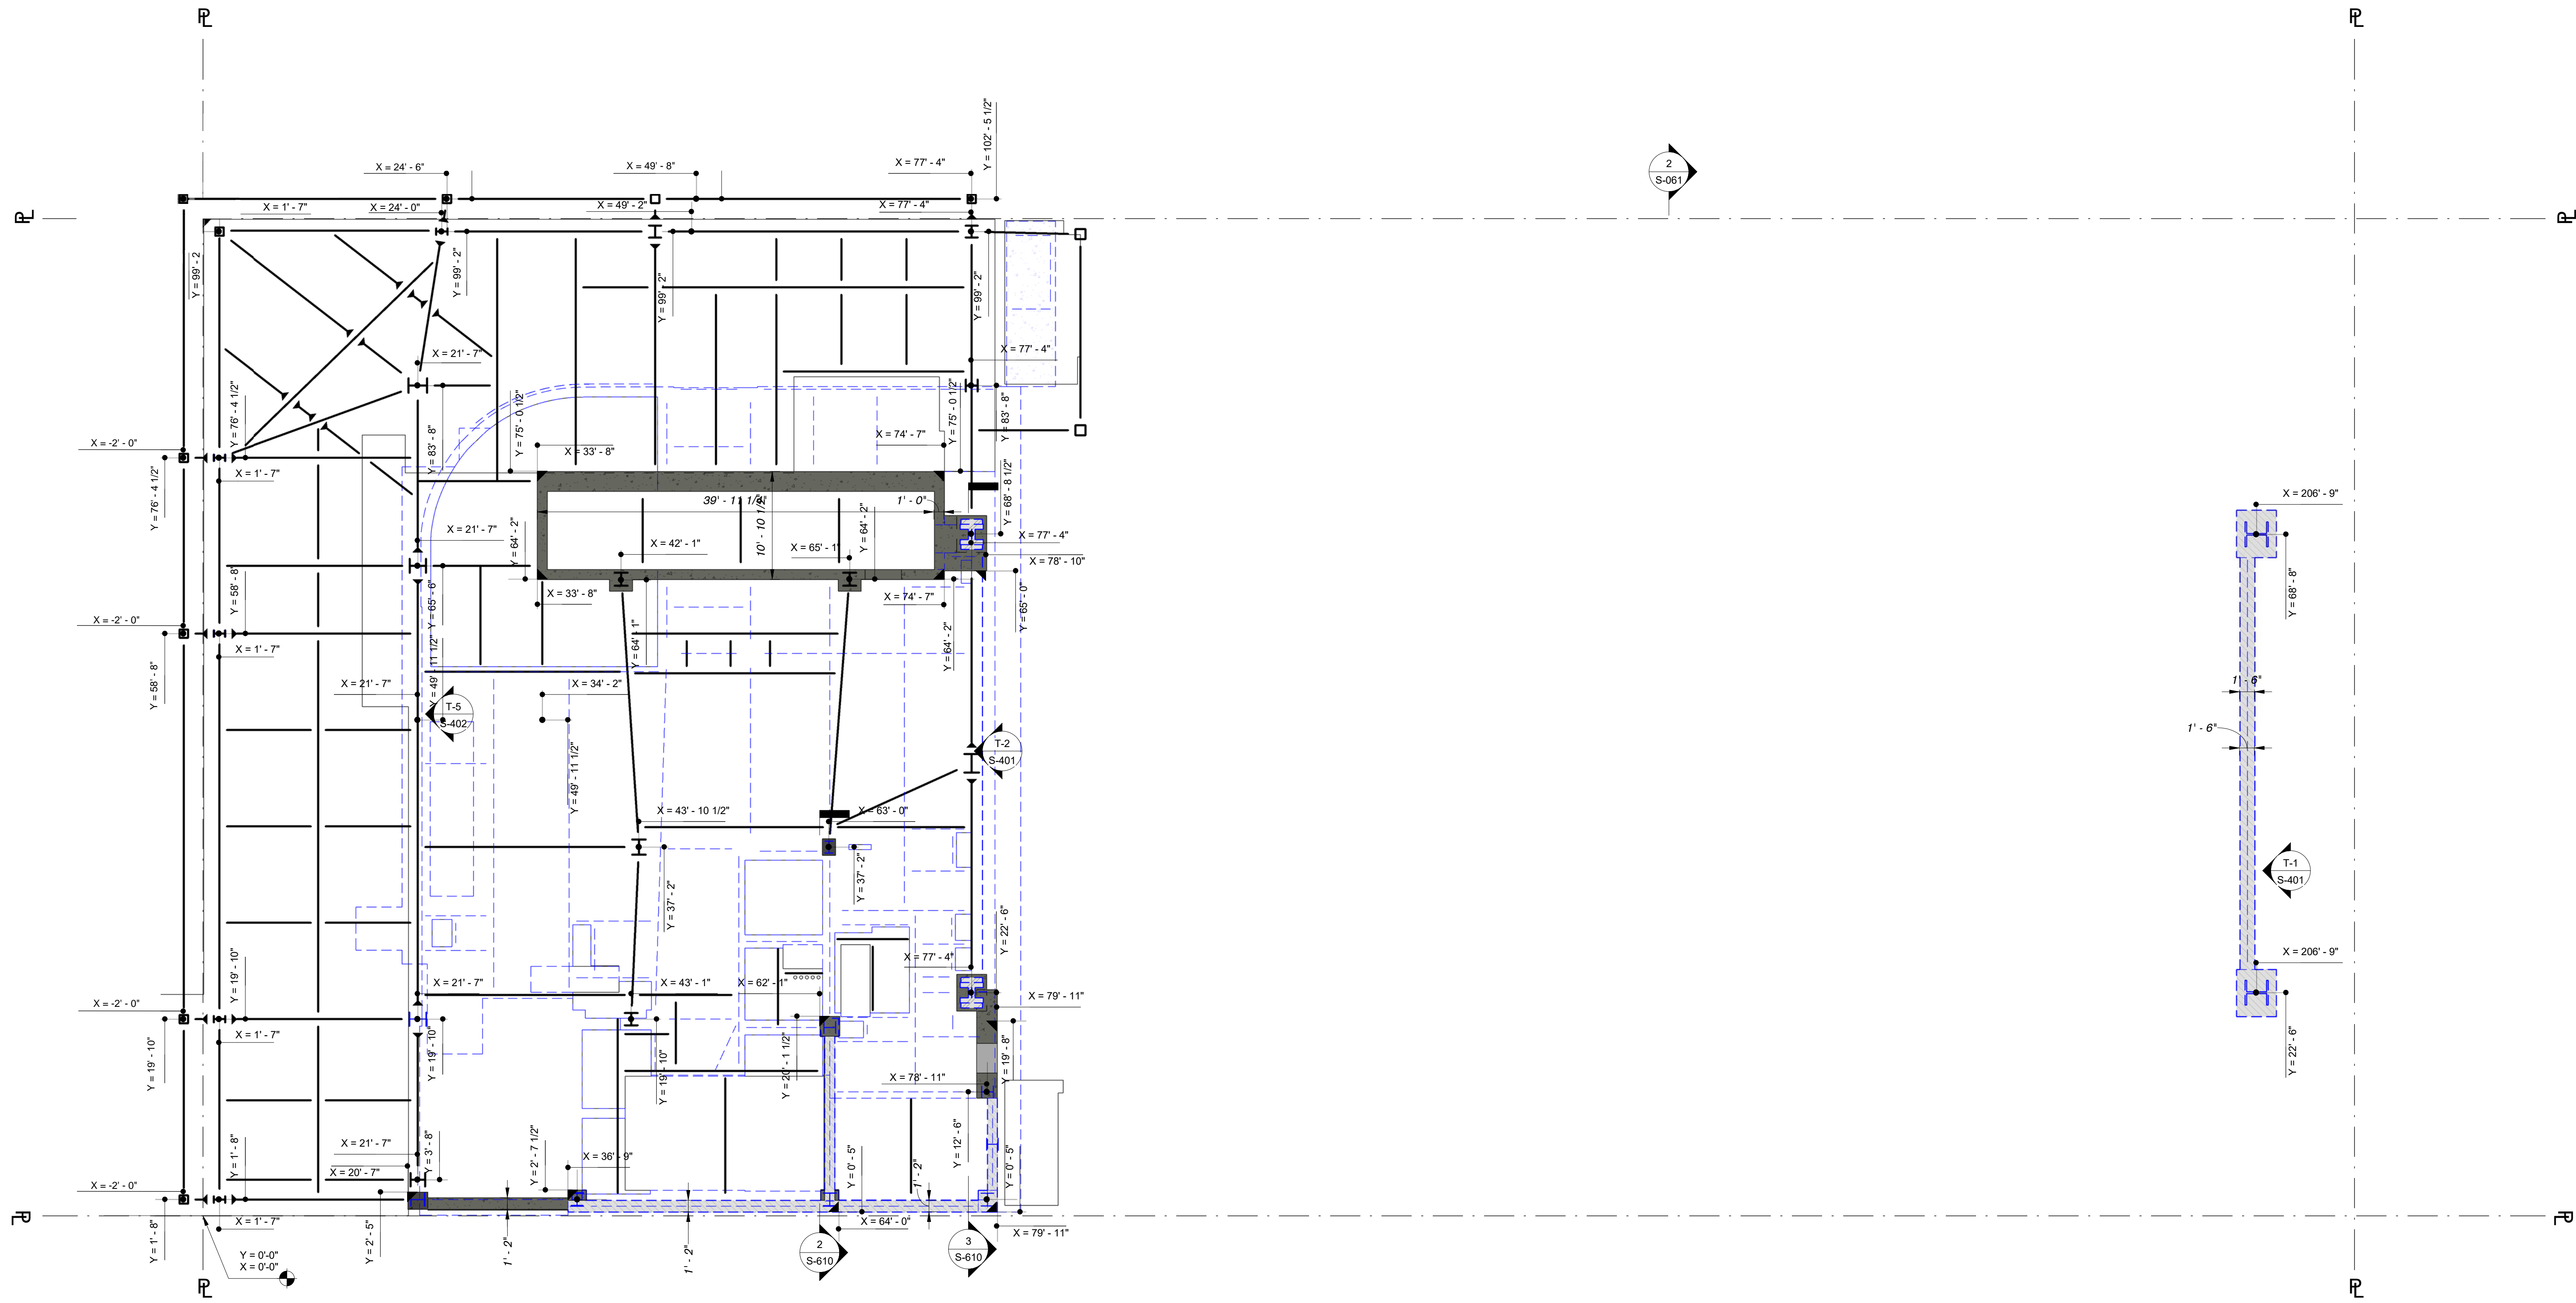 PL
PL
Y = 102' - 5 1/2"
2
S-061
X = 24' - 6"
X = 49' - 8"
X = 77' - 4"
X = 1' - 7"
X = 24' - 0"
X = 49' - 2"
X = 77' - 4"
PL
PL
Y = 99' - 2
Y = 99' - 2"
Y = 99' - 2"
Y = 99' - 2"
X = 21' - 7"
X = 77' - 4"
Y = 76' - 4 1/2"
Y = 83' - 8"
Y = 75' - 0 1/2"
Y = 75' - 0 1/2"
Y = 83' - 8"
X = -2' - 0"
X = 33' - 8"
X = 74' - 7"
X = 1' - 7"
Y = 76' - 4 1/2"
Y = 68' - 8 1/2"
39' - 11 1/2"
1' - 0"
X = 206' - 9"
X = 21' - 7"
Y = 64' - 2"
X = 42' - 1"
10' - 10 1/2"
X = 65' - 1"
Y = 64' - 2"
X = 77' - 4"
X = 78' - 10"
Y = 58' - 8"
Y = 65' - 6"
X = 33' - 8"
X = 74' - 7"
Y = 65' - 0"
Y = 68' - 8"
X = -2' - 0"
Y = 64' - 1"
Y = 64' - 2"
X = 1' - 7"
Y = 58' - 8"
Y = 49' - 11 1/2"
X = 21' - 7"
X = 34' - 2"
T-5
S-402
1' - 6"
1' - 6"
T-2
S-401
Y = 49' - 11 1/2"
X = 43' - 10 1/2"
X = 63' - 0"
Y = 37' - 2"
Y = 37' - 2"
T-1
S-401
Y = 22' - 6"
X = 77' - 4"
X = 206' - 9"
Y = 19' - 10"
X = 21' - 7"
X = 43' - 1"
X = 62' - 1"
X = -2' - 0"
X = 79' - 11"
X = 1' - 7"
Y = 19' - 10"
Y = 19' - 10"
Y = 19' - 10"
Y = 20' - 1 1/2"
Y = 19' - 8"
Y = 22' - 6"
X = 78' - 11"
Y = 12' - 6"
X = 21' - 7"
Y = 1' - 8"
Y = 3' - 8"
X = 20' - 7"
Y = 2' - 7 1/2"
X = 36' - 9"
Y = 0' - 5"
1' - 2"
Y = 0' - 5"
X = -2' - 0"
X = 1' - 7"
Y = 1' - 8"
Y = 2' - 5"
1' - 2"
1' - 2"
X = 64' - 0"
X = 79' - 11"
PL
PL
2
S-610
3
S-610
Y = 0'-0"
X = 0'-0"
PL
PL